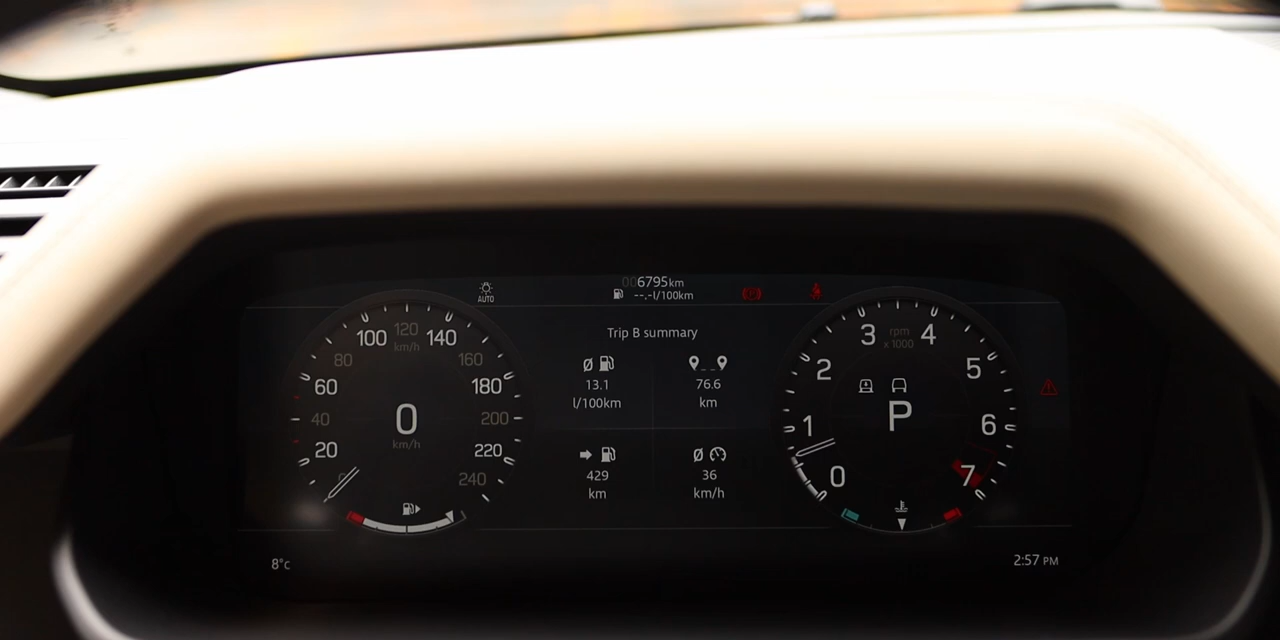 006795km
--.-l/100km
AUTO
Trip B summary
Ø
13.1
l/100km
76.6
km
429
km
Ø
36
km/h
0
20
40
60
80
100
120
140
160
180
200
220
240
km/h
0
km/h
0
1
2
3
4
5
6
7
rpm
x 1000
P
8°c
2:57 PM